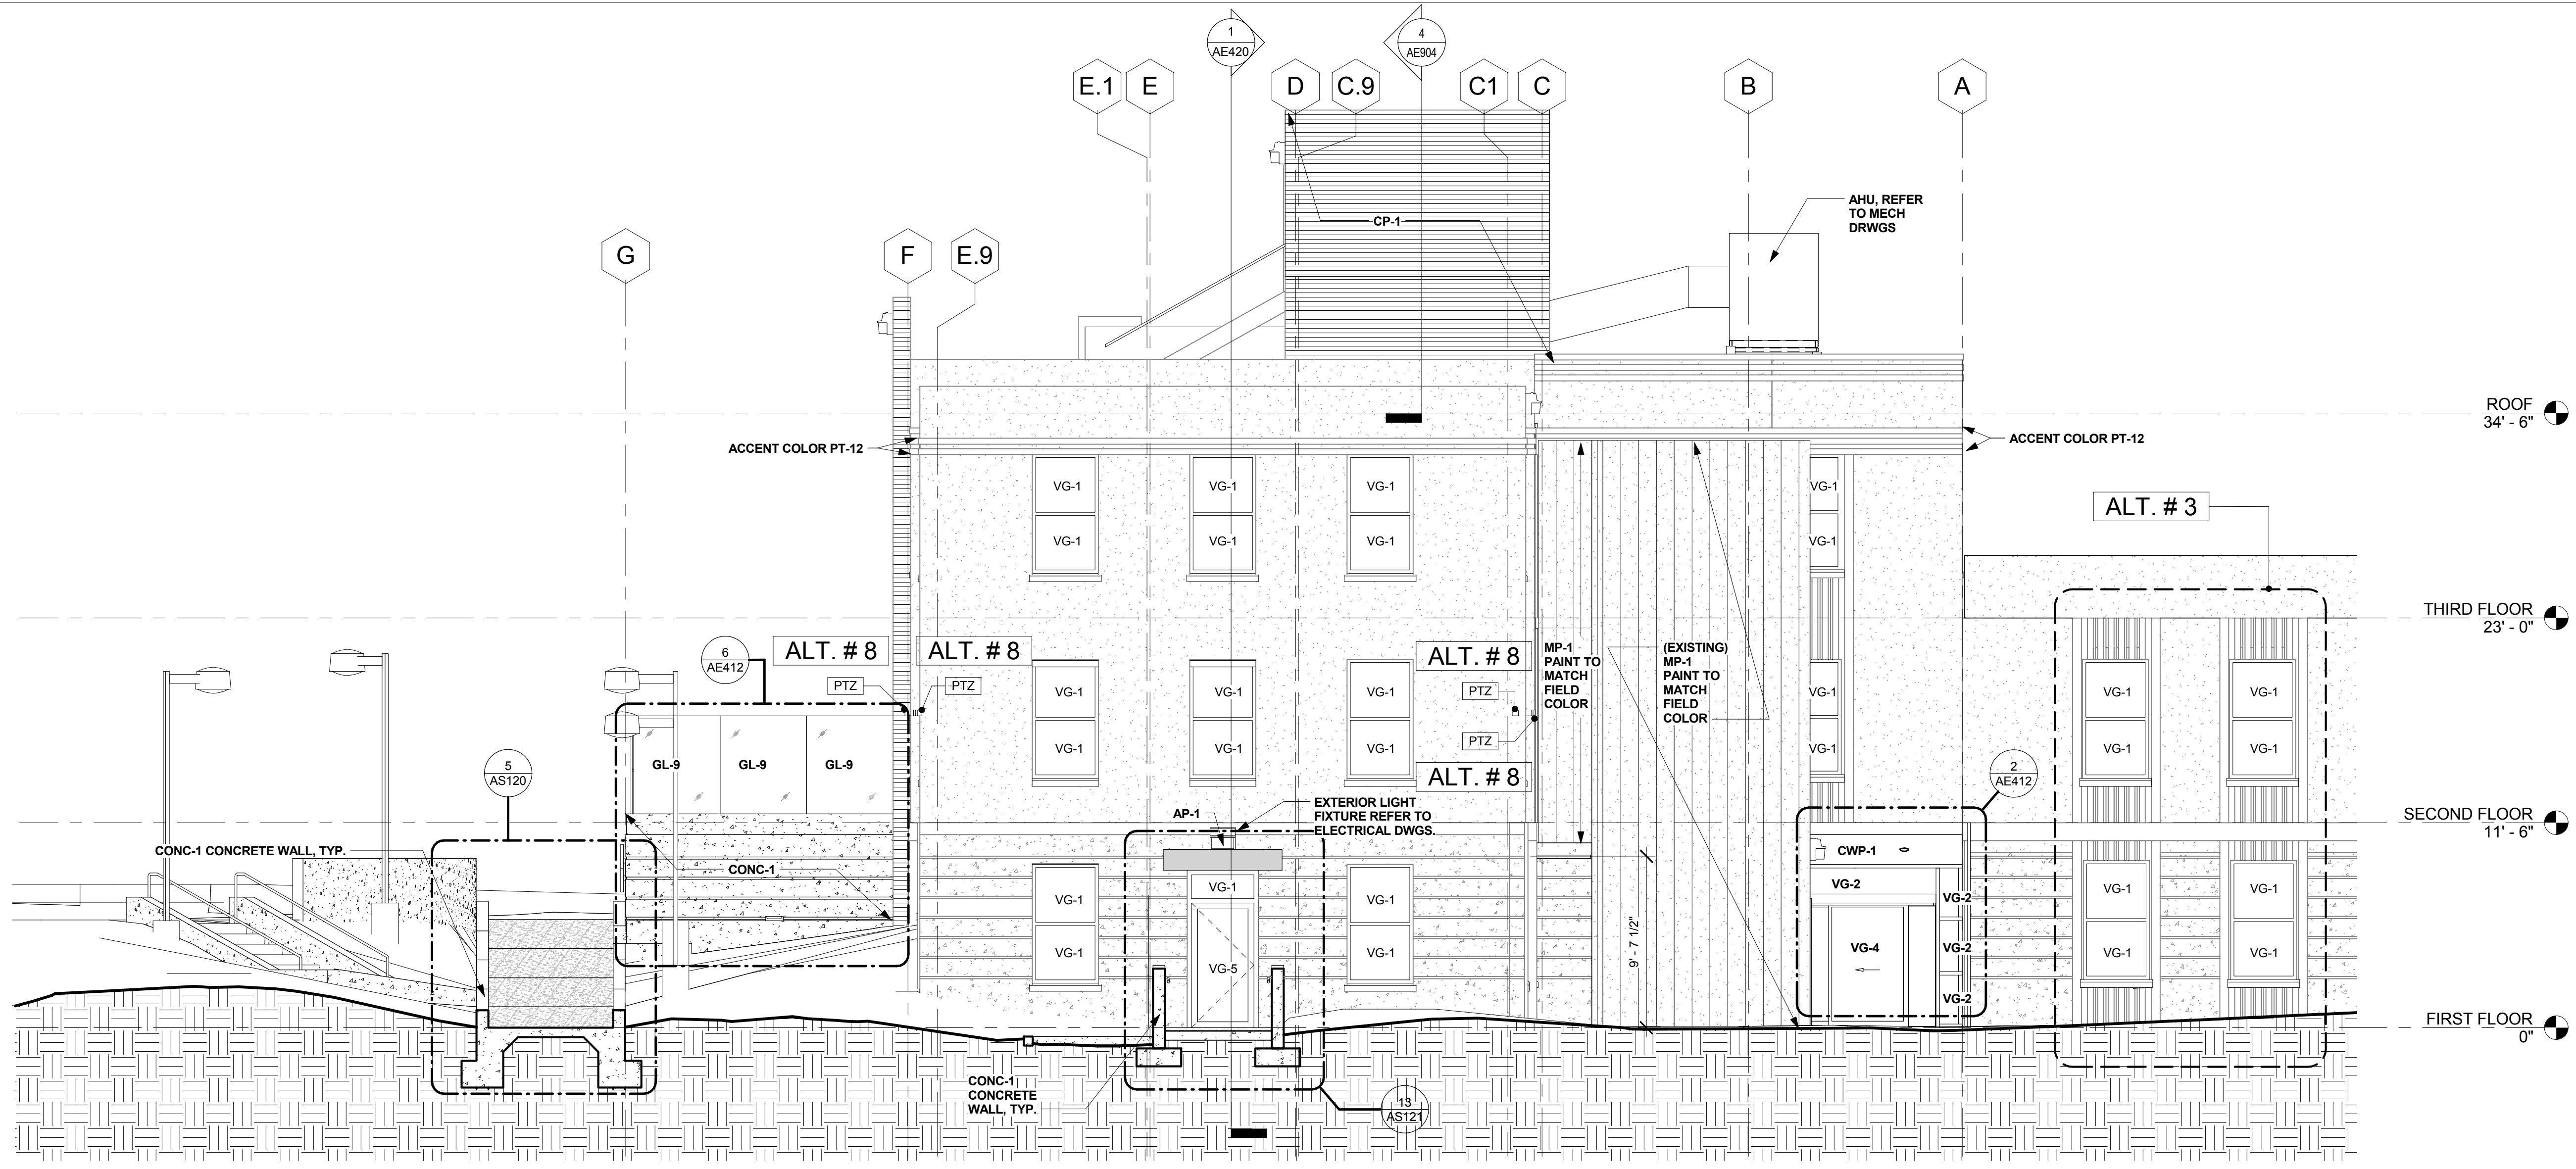 1
AE420
4
AE904
E.1
E
D
C.9
C1
C
B
A
AHU, REFER
TO MECH
DRWGS
CP-1
G
F
E.9
ROOF
34' - 6"
ACCENT COLOR PT-12
ACCENT COLOR PT-12
VG-1
VG-1
VG-1
VG-1
VG-1
VG-1
VG-1
VG-1
ALT. # 3
THIRD FLOOR
23' - 0"
6
AE412
ALT. # 8
ALT. # 8
ALT. # 8
MP-1
PAINT TO
MATCH
FIELD
COLOR
(EXISTING)
MP-1
PAINT TO
MATCH
FIELD
COLOR
PTZ
PTZ
PTZ
VG-1
VG-1
VG-1
VG-1
VG-1
VG-1
PTZ
VG-1
VG-1
VG-1
VG-1
VG-1
VG-1
GL-9
GL-9
GL-9
5
AS120
ALT. # 8
2
AE412
AP-1
EXTERIOR LIGHT
FIXTURE REFER TO
ELECTRICAL DWGS.
SECOND FLOOR
11' - 6"
CONC-1 CONCRETE WALL, TYP.
CONC-1
CWP-1
VG-2
VG-1
VG-1
VG-1
VG-1
VG-1
VG-2
9' - 7 1/2"
VG-1
VG-5
VG-1
VG-4
VG-2
VG-1
VG-1
VG-2
FIRST FLOOR
0"
CONC-1
CONCRETE
WALL, TYP.
13
AS121